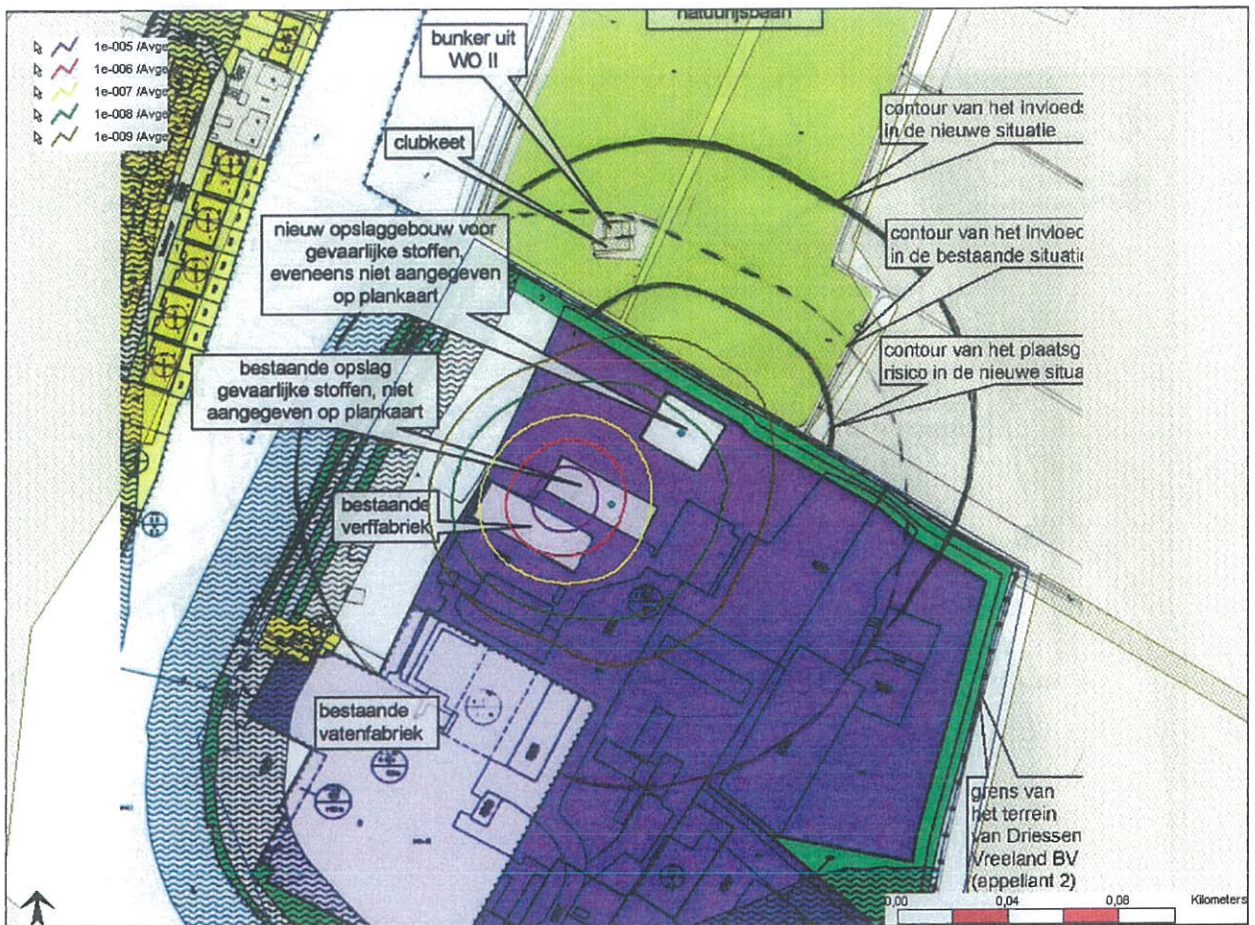 natuurijsbaan
1e-005 /Avge
1e-006 /Avge
1e-007 /Avge
1e-008 /Avge
1e-009 /Avge
bunker uit
WO II
clubkeet
contour van het invloeds
in de nieuwe situatie
nieuw opslaggebouw voor
gevaarlijke stoffen,
eveneens niet aangegeven
op plankaart
contour van het invloed
in de bestaande situatie
bestaande opslag
gevaarlijke stoffen, niet
aangegeven op plankaart
contour van het plaatsg
risico in de nieuwe situa
bestaande
verffabriek
bestaande
vatenfabriek
grens van
het terrein
van Driessen
Vreeland BV
(appellant 2)
0,00 0,04 0,08 Kilometers